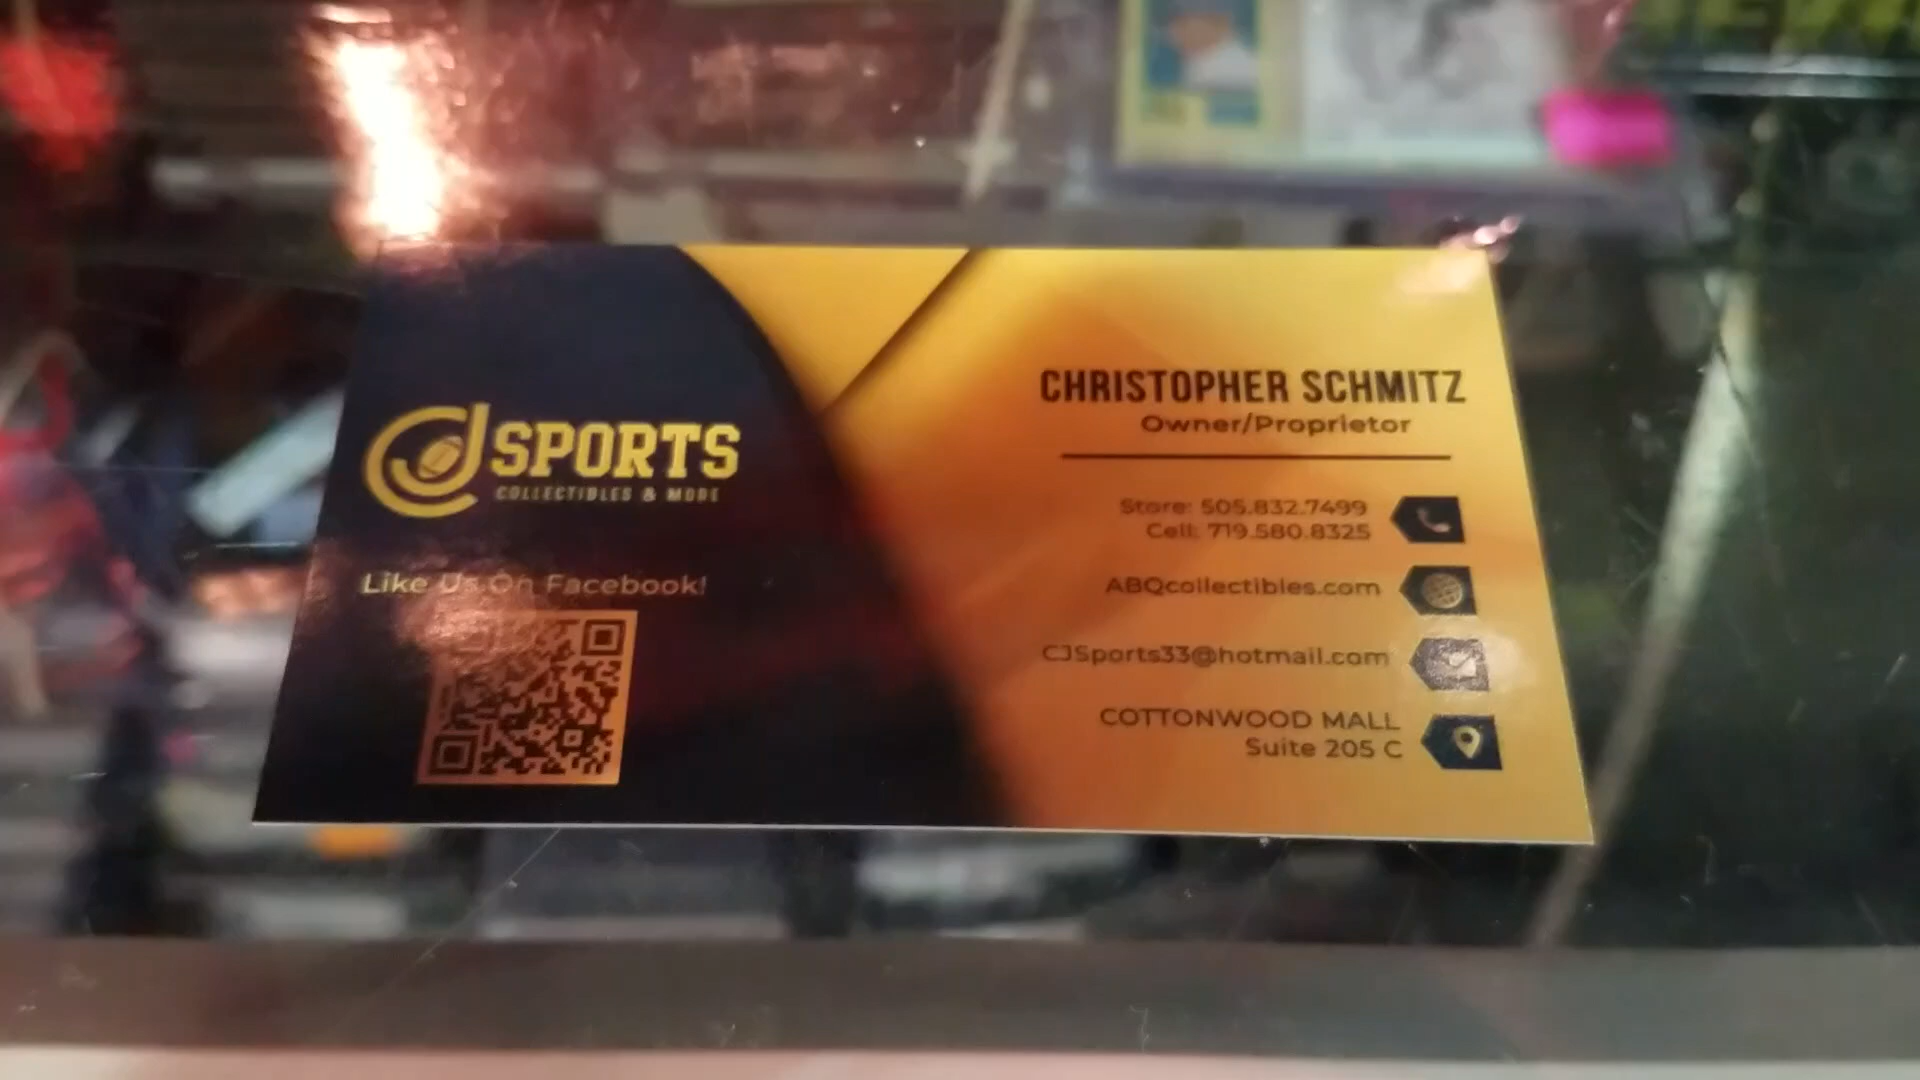 CJ SPORTS
COLLECTIBLES & MORE
Like Us On Facebook!
CHRISTOPHER SCHMITZ
Owner/Proprietor
Store: 505.832.7499
Cell: 719.580.8325
ABQcollectibles.com
CJSports33@hotmail.com
COTTONWOOD MALL
Suite 205 C